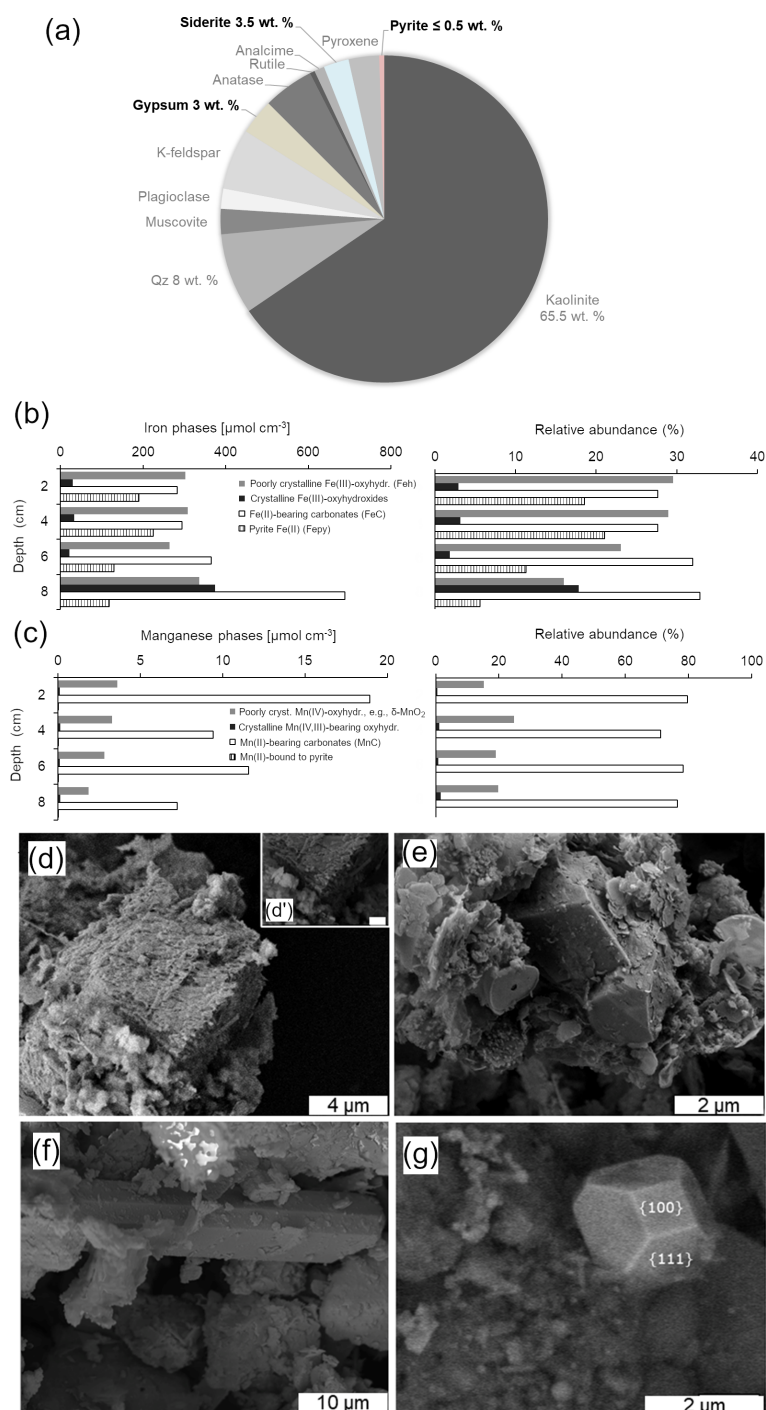 (a)
Siderite 3.5 wt. %
Pyrite ≤ 0.5 wt. %
Pyroxene
Analcime
Rutile
Anatase
Gypsum 3 wt. %
K-feldspar
Plagioclase
Muscovite
Qz 8 wt. %
Kaolinite
65.5 wt. %
(b)
Iron phases [µmol cm⁻³]
0 200 400 600 800
Depth (cm)
2
4
6
8
Poorly crystalline Fe(III)-oxyhydr. (Feh)
Crystalline Fe(III)-oxyhydroxides
Fe(II)-bearing carbonates (FeC)
Pyrite Fe(II) (Fepy)
Relative abundance (%)
0 10 20 30 40
(c)
Manganese phases [µmol cm⁻³]
0 5 10 15 20
Depth (cm)
2
4
6
8
Poorly cryst. Mn(IV)-oxyhydr., e.g., δ-MnO₂
Crystalline Mn(IV,III)-bearing oxyhydr.
Mn(II)-bearing carbonates (MnC)
Mn(II)-bound to pyrite
Relative abundance (%)
0 20 40 60 80 100
(d)
(d')
4 µm
(e)
2 µm
(f)
10 µm
(g)
{100}
{111}
2 µm